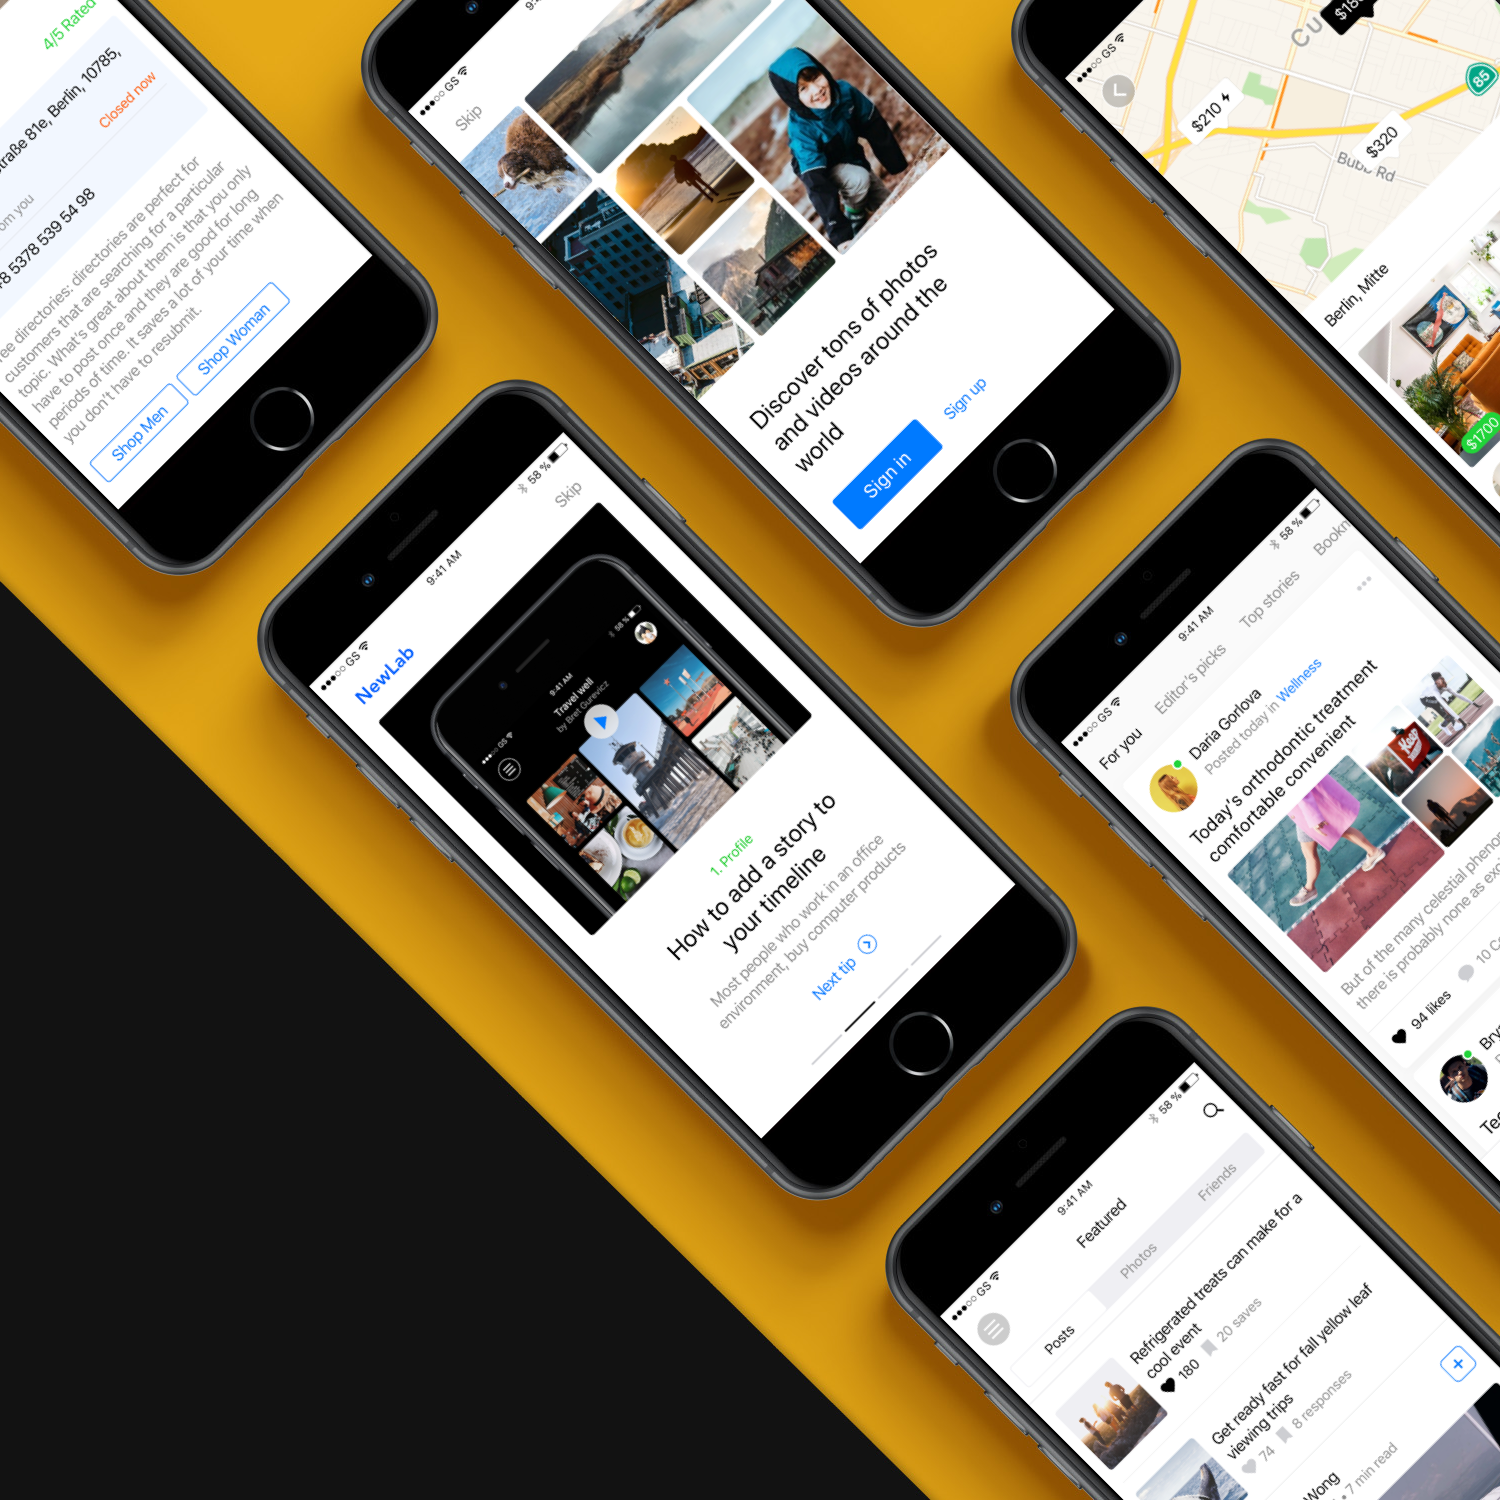 4/5 Rated
raße 81e, Berlin, 10785,
Closed now
om you
8 5378 539 54 98
ee directories: directories are perfect for
customers that are searching for a particular
topic. What's great about them is that you only
have to post once and they are good for long
periods of time. It saves a lot of your time when
you don't have to resubmit.
Shop Men
Shop Woman
GS
Skip
Discover tons of photos
and videos around the
world
Sign in
Sign up
GS
$210
$320
85
Bubb Rd
Berlin, Mitte
$1700
GS
9:41 AM
58 %
NewLab
Skip
GS
9:41 AM
58 %
Travel well
by Bret Gurevicz
1. Profile
How to add a story to
your timeline
Most people who work in an office
environment, buy computer products
Next tip
GS
9:41 AM
58 %
For you
Editor's picks
Top stories
Bookn
Daria Gorlova
Posted today in Wellness
Today's orthodontic treatment
comfortable convenient
Keep
But of the many celestial pheno
there is probably none as exc
94 likes
10 Co
Bry
Tee
GS
9:41 AM
58 %
Featured
Posts
Photos
Friends
Refrigerated treats can make for a
cool event
180
20 saves
Get ready fast for fall yellow leaf
viewing trips
74
8 responses
Wong
7 min read